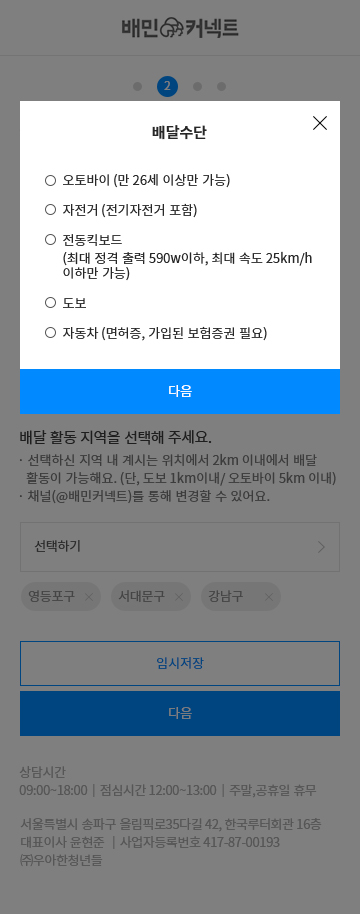 배민커넥트
2
배달수단
오토바이 (만 26세 이상만 가능)
자전거 (전기자전거 포함)
전동킥보드
(최대 정격 출력 590w이하, 최대 속도 25km/h
이하만 가능)
도보
자동차 (면허증, 가입된 보험증권 필요)
다음
배달 활동 지역을 선택해 주세요.
· 선택하신 지역 내 계시는 위치에서 2km 이내에서 배달
활동이 가능해요. (단, 도보 1km이내/ 오토바이 5km 이내)
· 채널(@배민커넥트)를 통해 변경할 수 있어요.
선택하기
영등포구 서대문구 강남구
임시저장
다음
상담시간
09:00~18:00 | 점심시간 12:00~13:00 | 주말,공휴일 휴무
서울특별시 송파구 올림픽로35다길 42, 한국루터회관 16층
대표이사 윤현준 | 사업자등록번호 417-87-00193
㈜우아한청년들